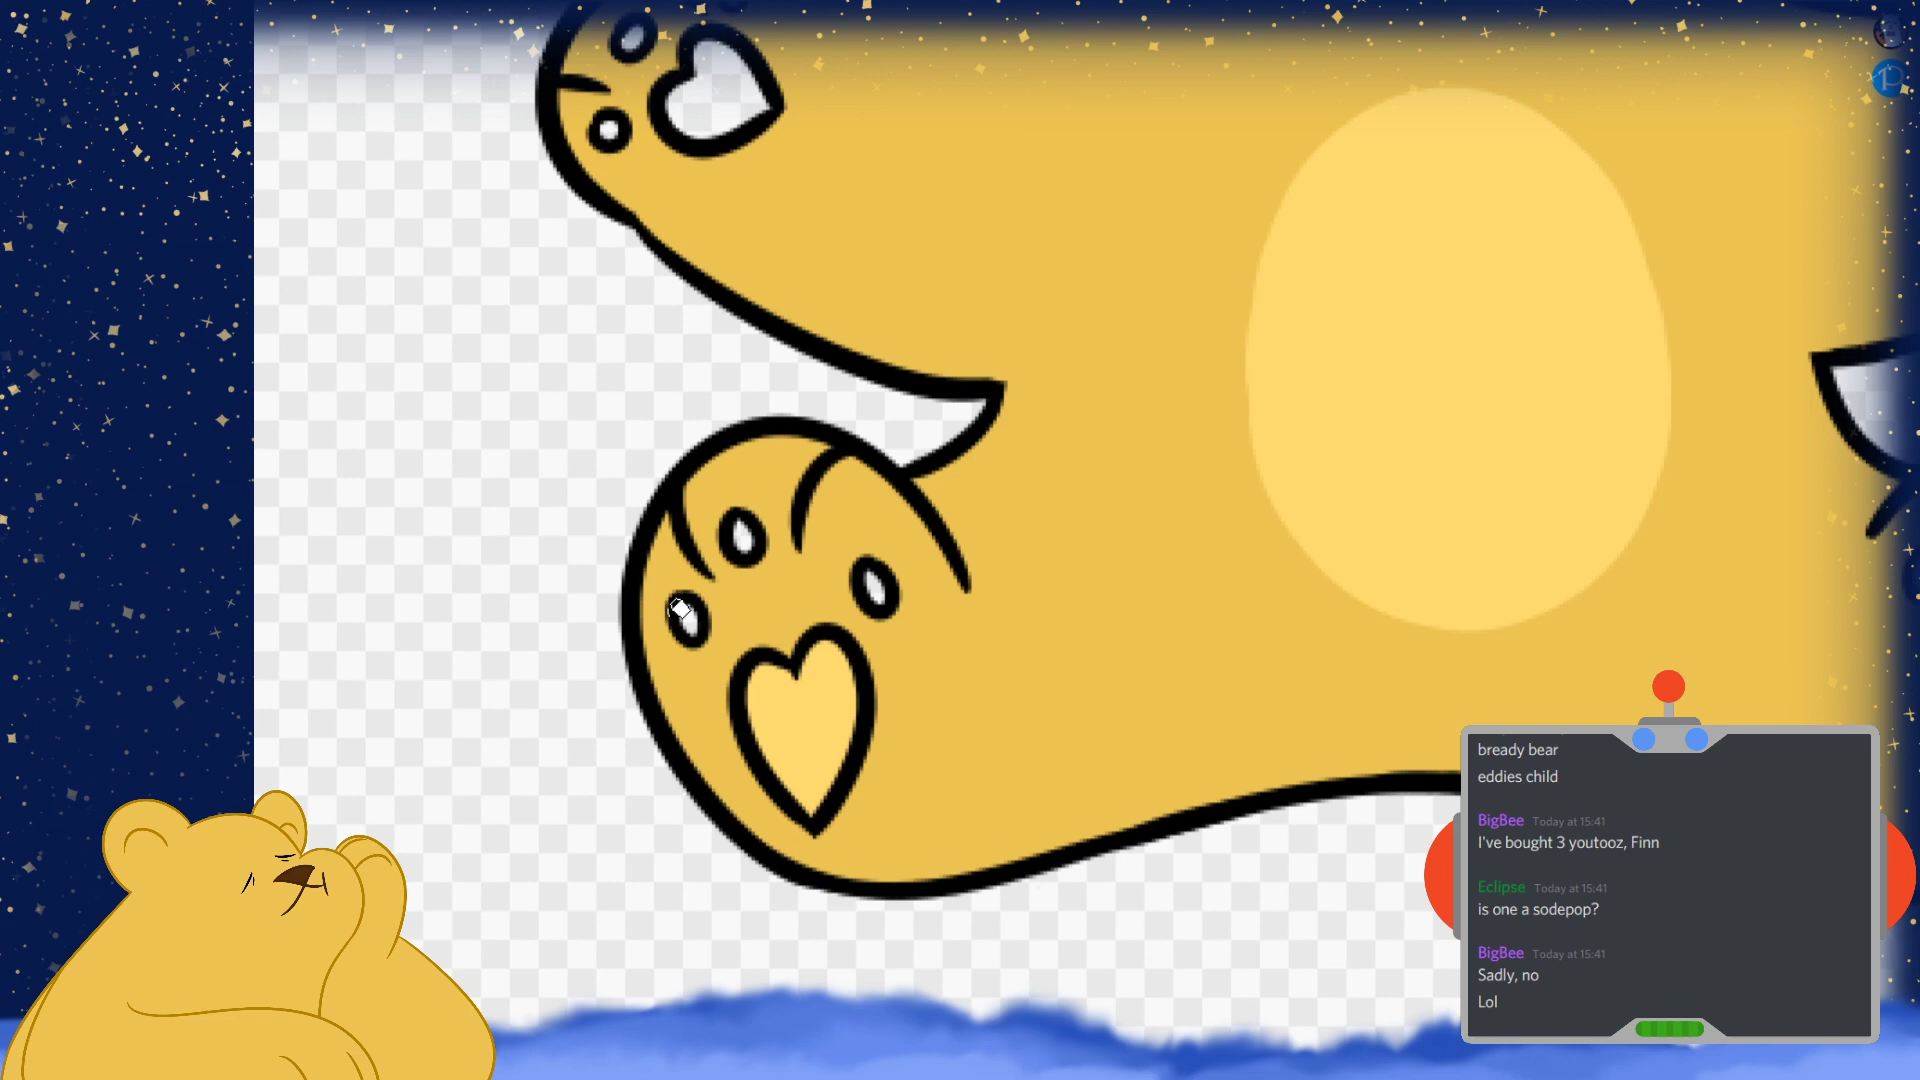 bready bear
eddies child
BigBee Today at 15:41
I've bought 3 youtooz, Finn
Eclipse Today at 15:41
is one a sodepop?
BigBee Today at 15:41
Sadly, no
Lol